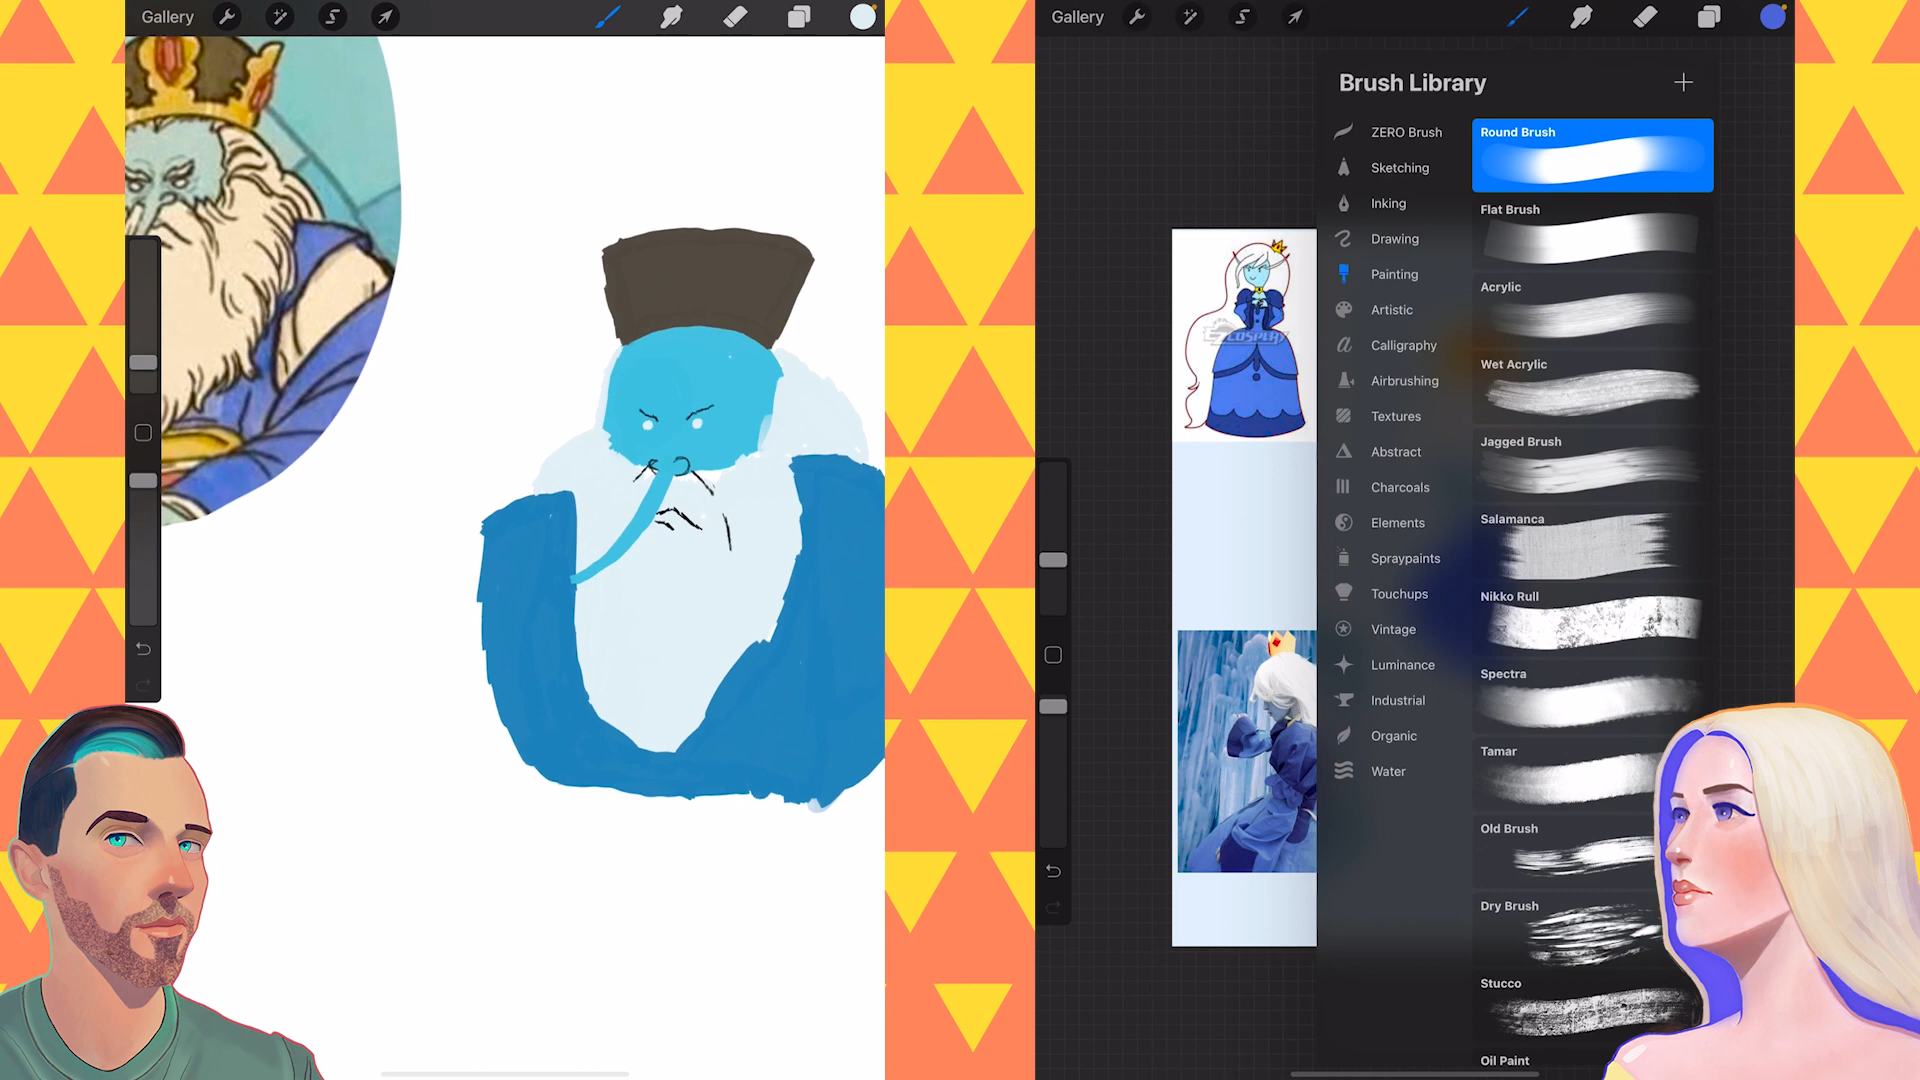 Gallery
Gallery
Brush Library
ZERO Brush
Sketching
Inking
Drawing
Painting
Artistic
Calligraphy
Airbrushing
Textures
Abstract
Charcoals
Elements
Spraypaints
Touchups
Vintage
Luminance
Industrial
Organic
Water
Round Brush
Flat Brush
Acrylic
Wet Acrylic
Jagged Brush
Salamanca
Nikko Rull
Spectra
Tamar
Old Brush
Dry Brush
Stucco
Oil Paint